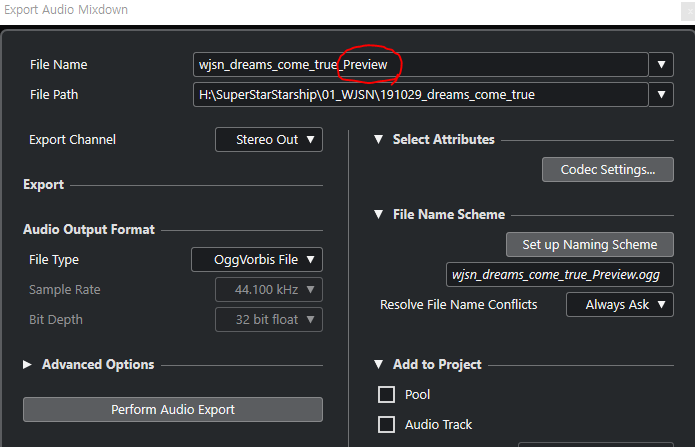 Export Audio Mixdown
File Name
wjsn_dreams_come_true_Preview
File Path
H:\SuperStarStarship\01_WJSN\191029_dreams_come_true
Export Channel
Stereo Out
Export
Audio Output Format
File Type
OggVorbis File
Sample Rate
44.100 kHz
Bit Depth
32 bit float
Advanced Options
Perform Audio Export
Select Attributes
Codec Settings...
File Name Scheme
Set up Naming Scheme
wjsn_dreams_come_true_Preview.ogg
Resolve File Name Conflicts
Always Ask
Add to Project
Pool
Audio Track